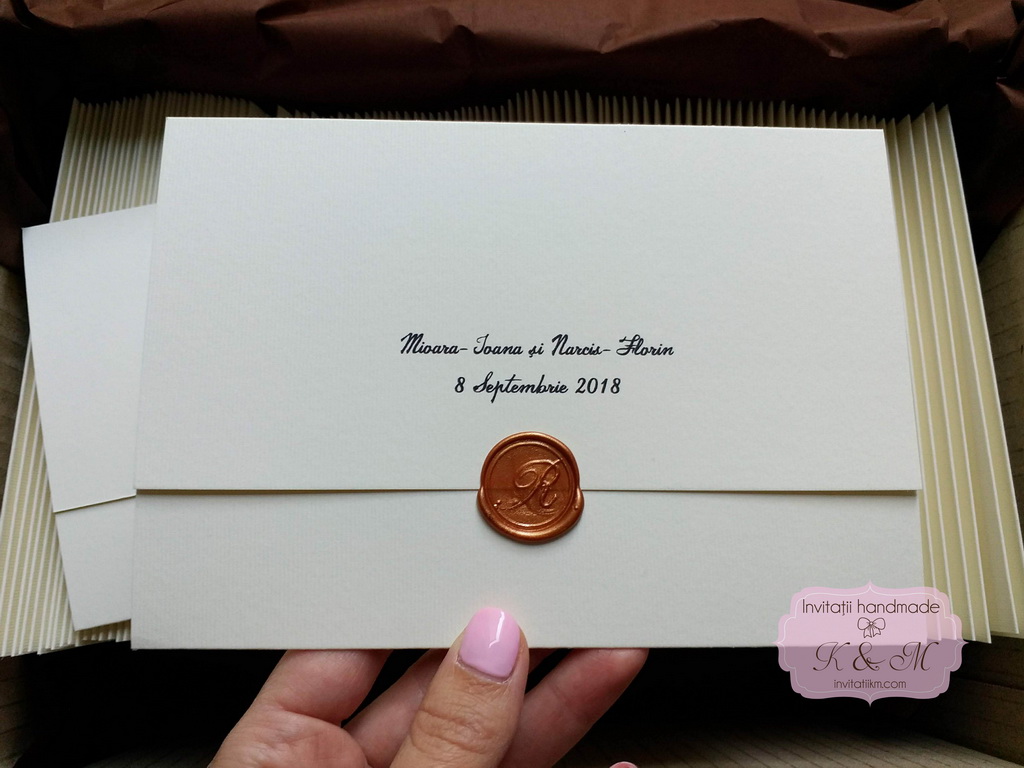 Mioara-Ioana și Narcis-Florin
8 Septembrie 2018
R
Invitații handmade
K & M
invitatiikm.com